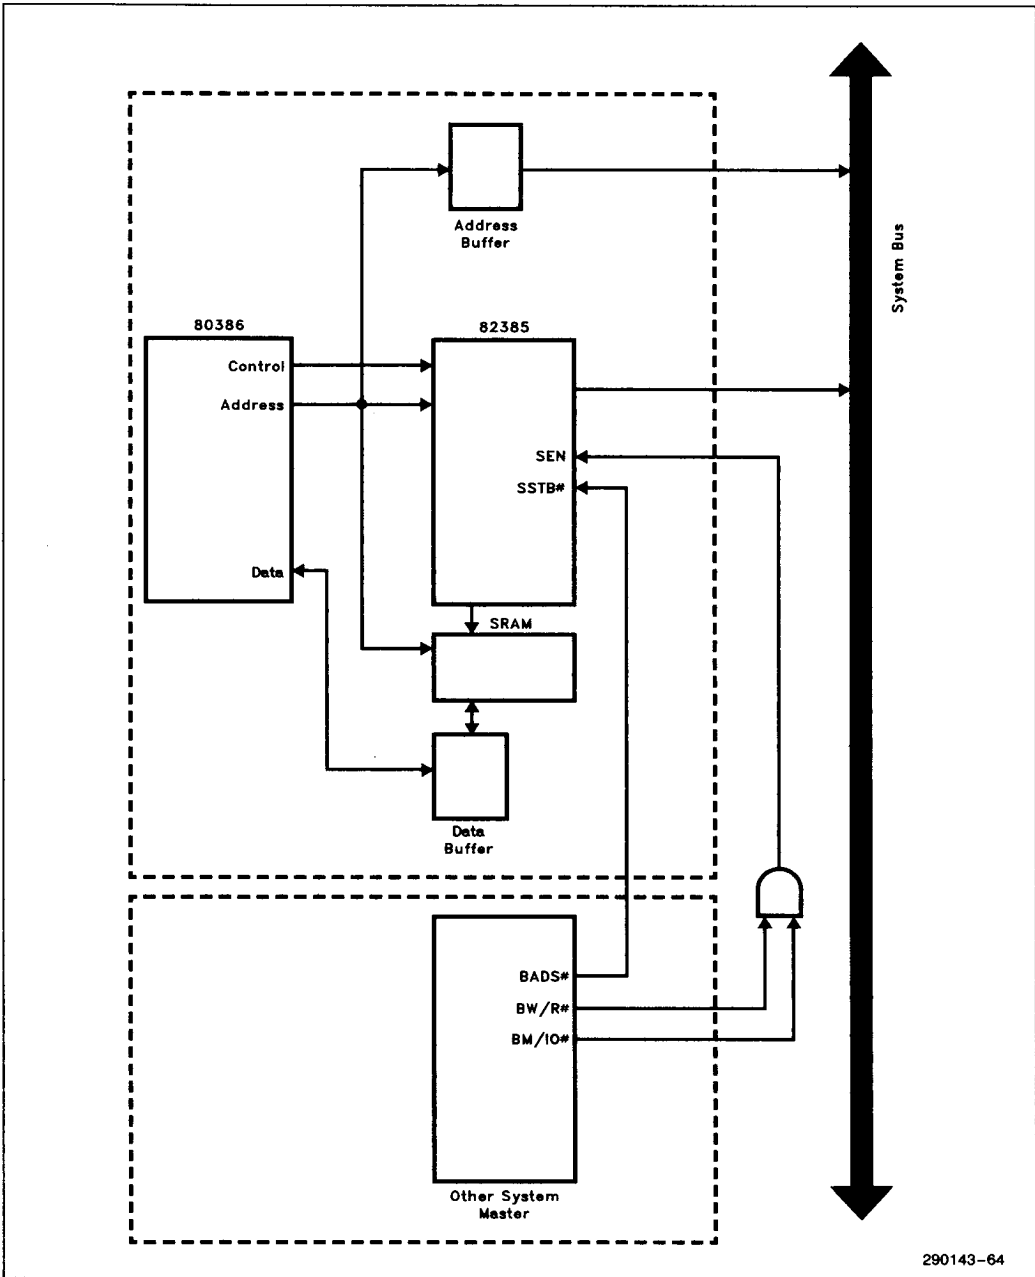 Address
Buffer
System Bus
80386
82385
Control
Address
SEN
SSTB#
Data
SRAM
Data
Buffer
BADS#
BW/R#
BM/IO#
Other System
Master
290143-64